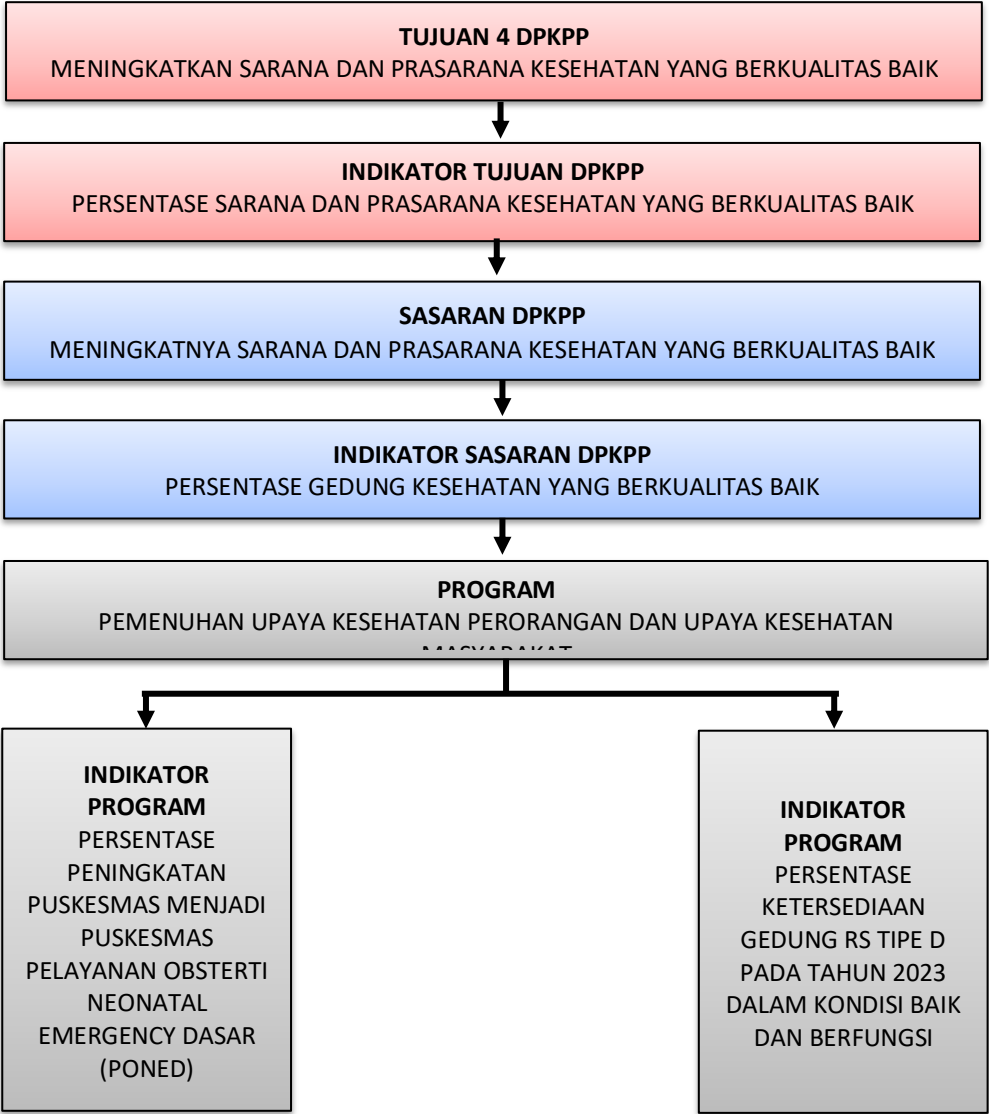 TUJUAN 4 DPKPP
MENINGKATKAN SARANA DAN PRASARANA KESEHATAN YANG BERKUALITAS BAIK
INDIKATOR TUJUAN DPKPP
PERSENTASE SARANA DAN PRASARANA KESEHATAN YANG BERKUALITAS BAIK
SASARAN DPKPP
MENINGKATNYA SARANA DAN PRASARANA KESEHATAN YANG BERKUALITAS BAIK
INDIKATOR SASARAN DPKPP
PERSENTASE GEDUNG KESEHATAN YANG BERKUALITAS BAIK
PROGRAM
PEMENUHAN UPAYA KESEHATAN PERORANGAN DAN UPAYA KESEHATAN
MASYARAKAT
INDIKATOR
PROGRAM
PERSENTASE
PENINGKATAN
PUSKESMAS MENJADI
PUSKESMAS
PELAYANAN OBSTERTI
NEONATAL
EMERGENCY DASAR
(PONED)
INDIKATOR
PROGRAM
PERSENTASE
KETERSEDIAAN
GEDUNG RS TIPE D
PADA TAHUN 2023
DALAM KONDISI BAIK
DAN BERFUNGSI